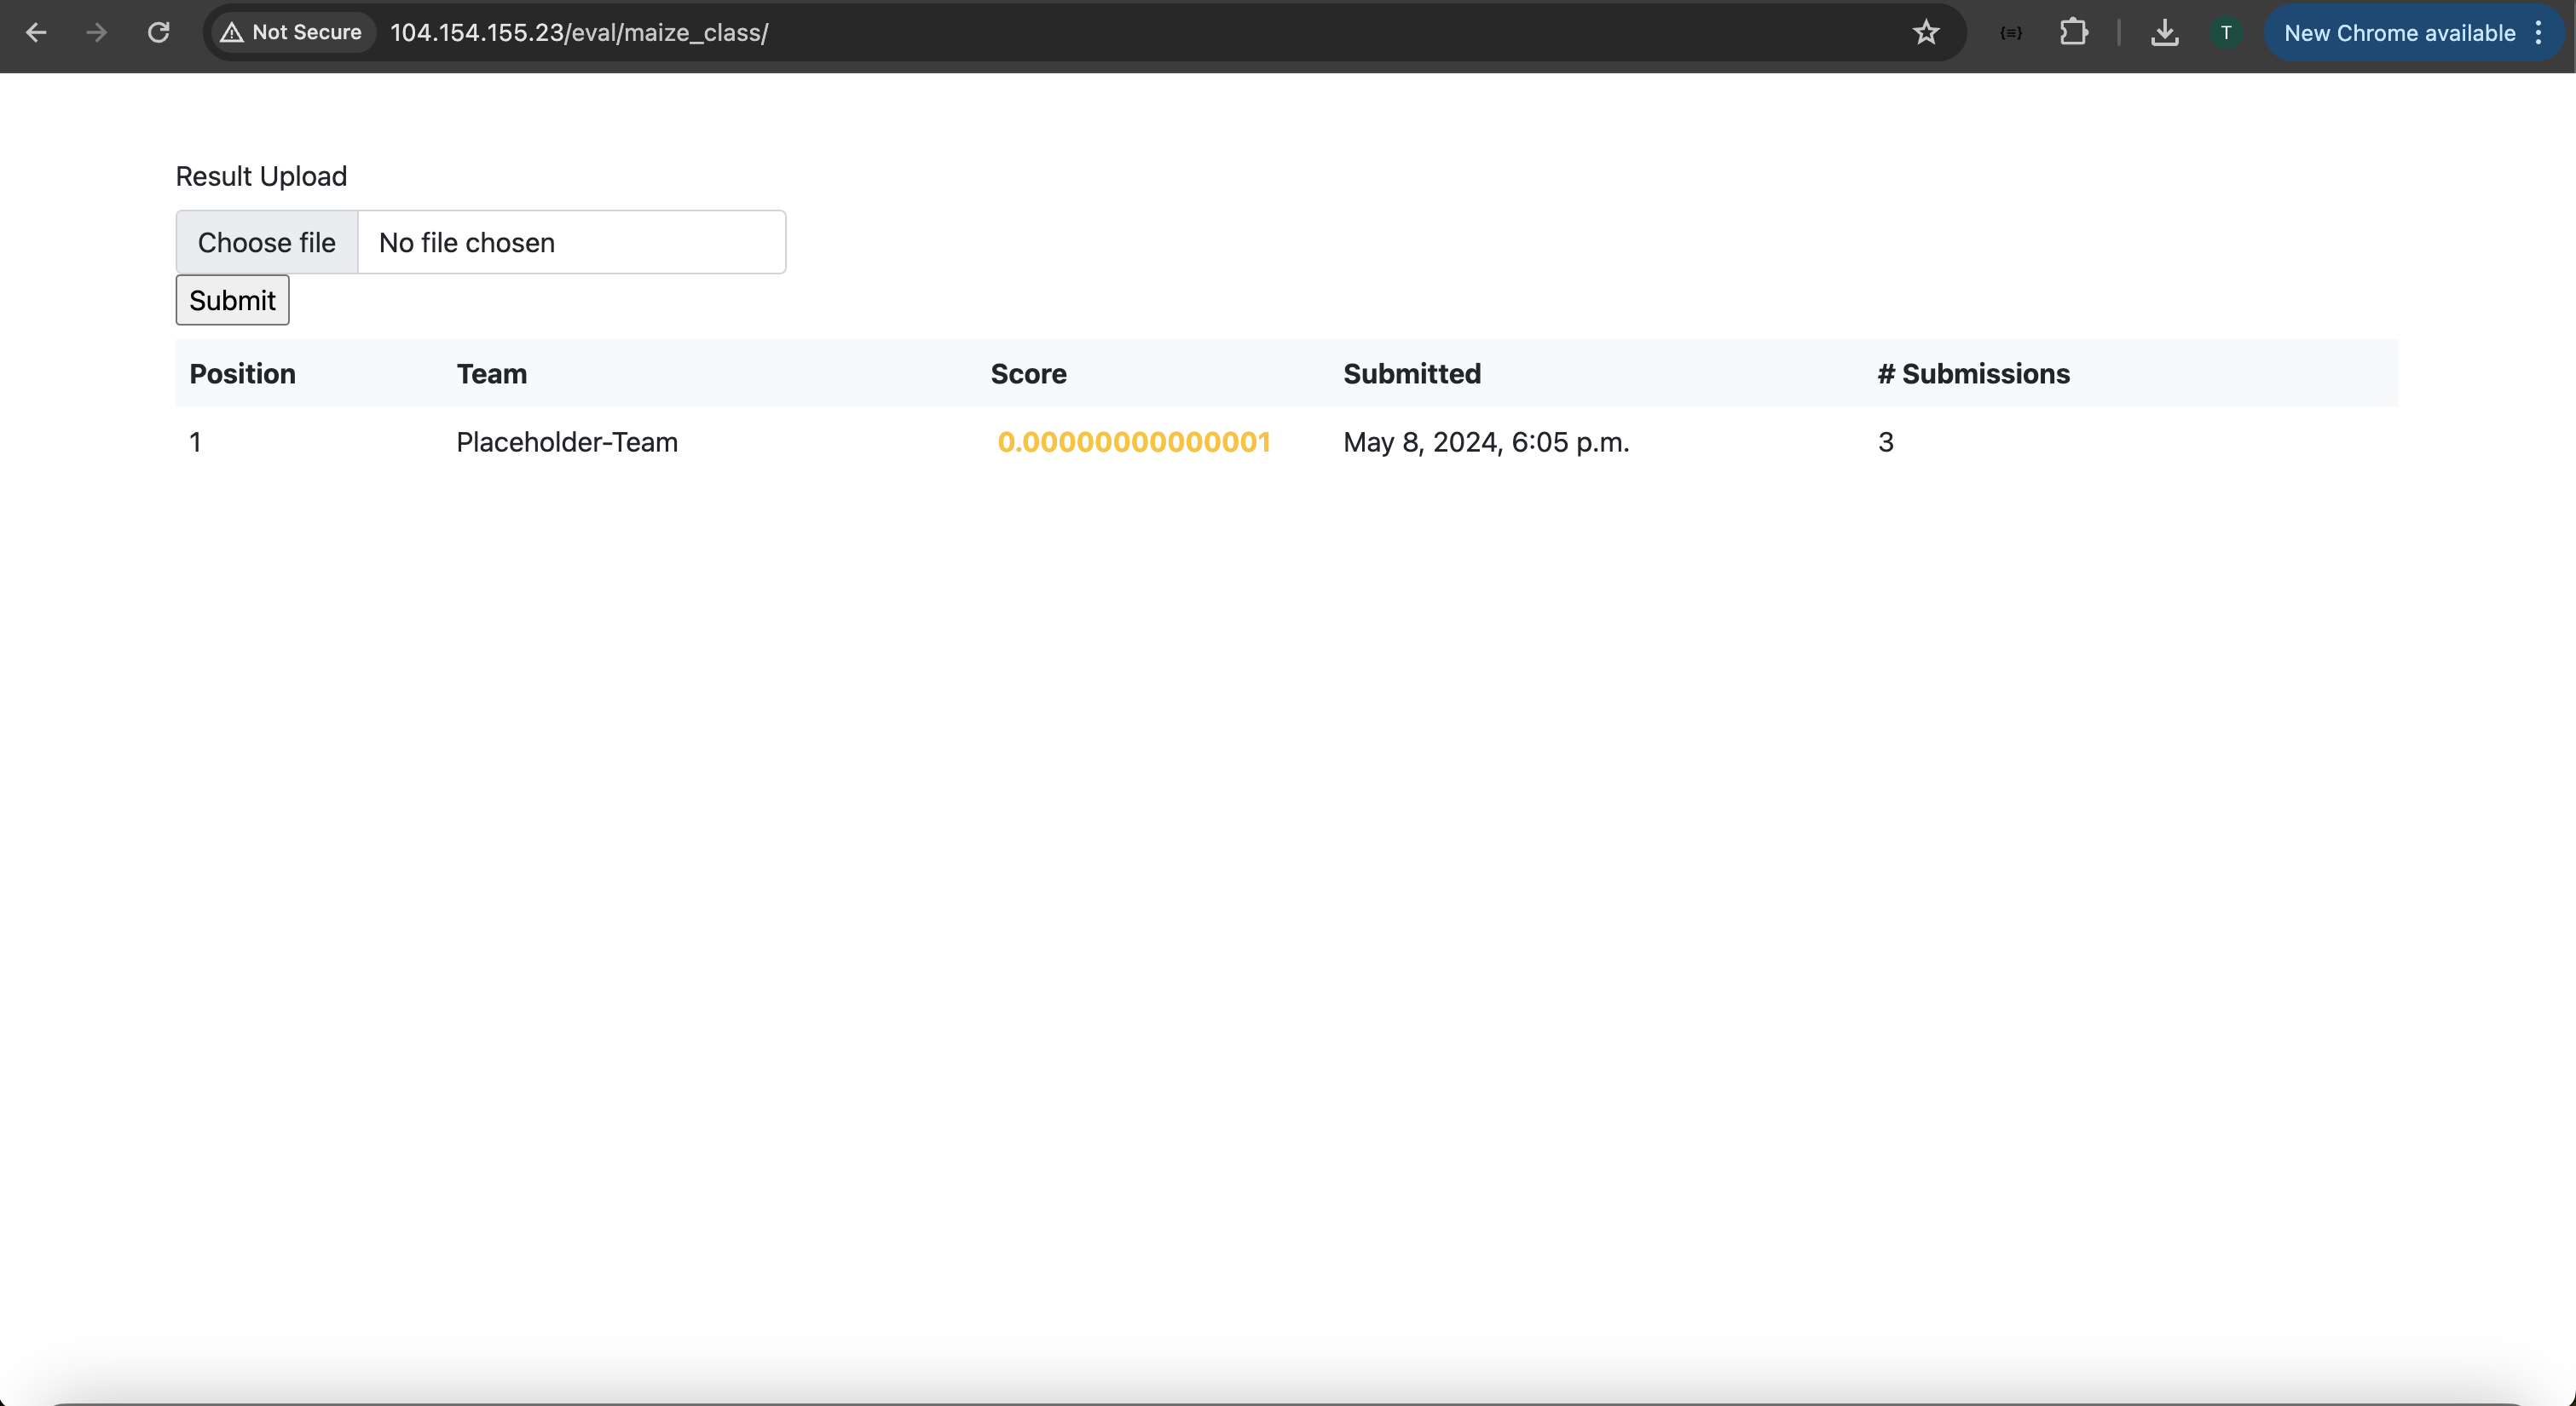 Not Secure 104.154.155.23/eval/maize_class/ T New Chrome available
Result Upload
Choose file No file chosen
Submit
Position Team Score Submitted # Submissions
1 Placeholder-Team 0.00000000000001 May 8, 2024, 6:05 p.m. 3